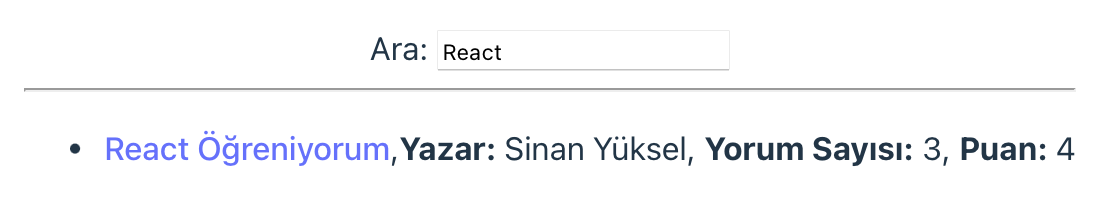 Ara: React
React Öğreniyorum,Yazar: Sinan Yüksel, Yorum Sayısı: 3, Puan: 4